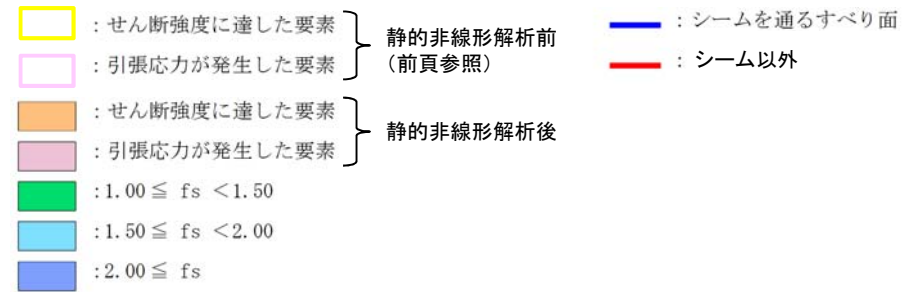 ：せん断強度に達した要素
：引張応力が発生した要素
静的非線形解析前
（前頁参照）
：せん断強度に達した要素
：引張応力が発生した要素
静的非線形解析後
：1.00≦ fs ＜1.50
：1.50≦ fs ＜2.00
：2.00≦ fs
：シームを通るすべり面
：シーム以外